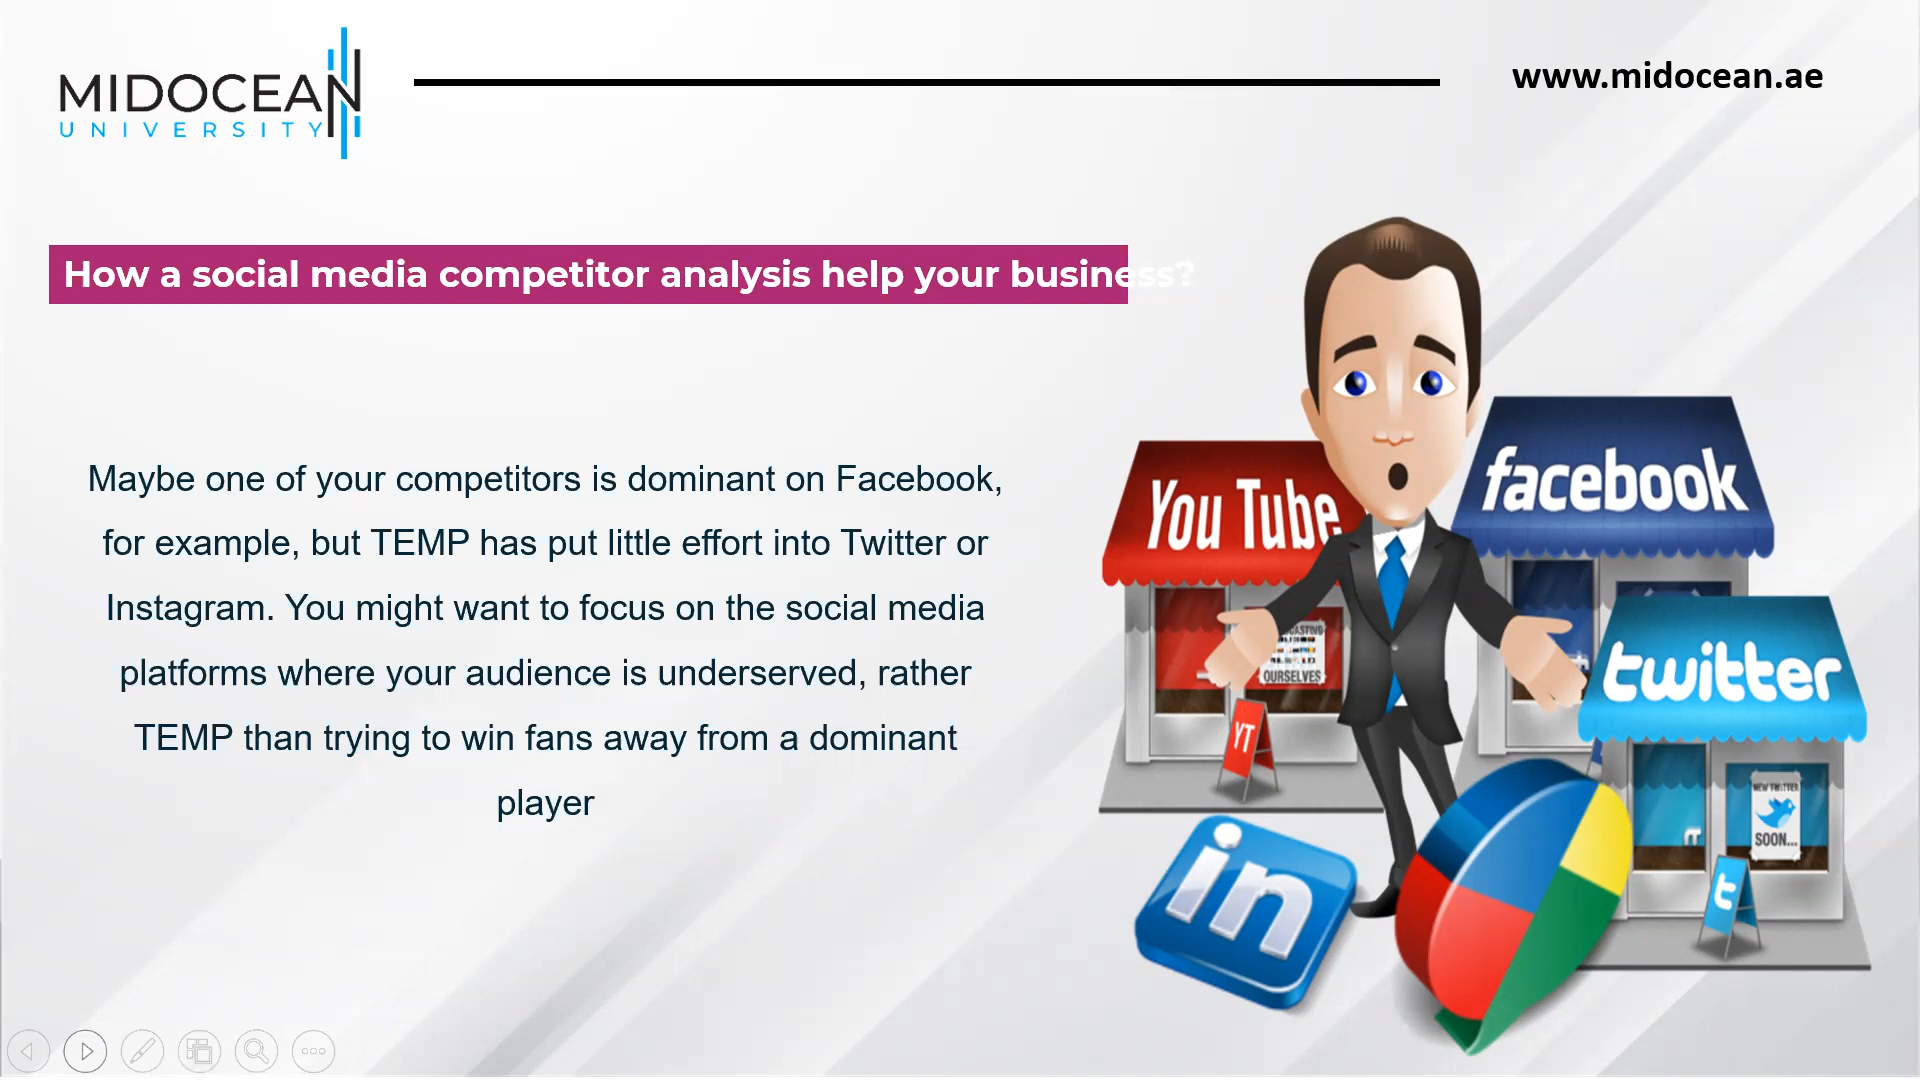 MIDOCEAN
UNIVERSITY
www.midocean.ae
How a social media competitor analysis help your business?
Maybe one of your competitors is dominant on Facebook,
for example, but TEMP has put little effort into Twitter or
Instagram. You might want to focus on the social media
platforms where your audience is underserved, rather
TEMP than trying to win fans away from a dominant
player
You Tube
facebook
twitter
OURSELVES
YT
NEW TWITTER
SOON...
t
in